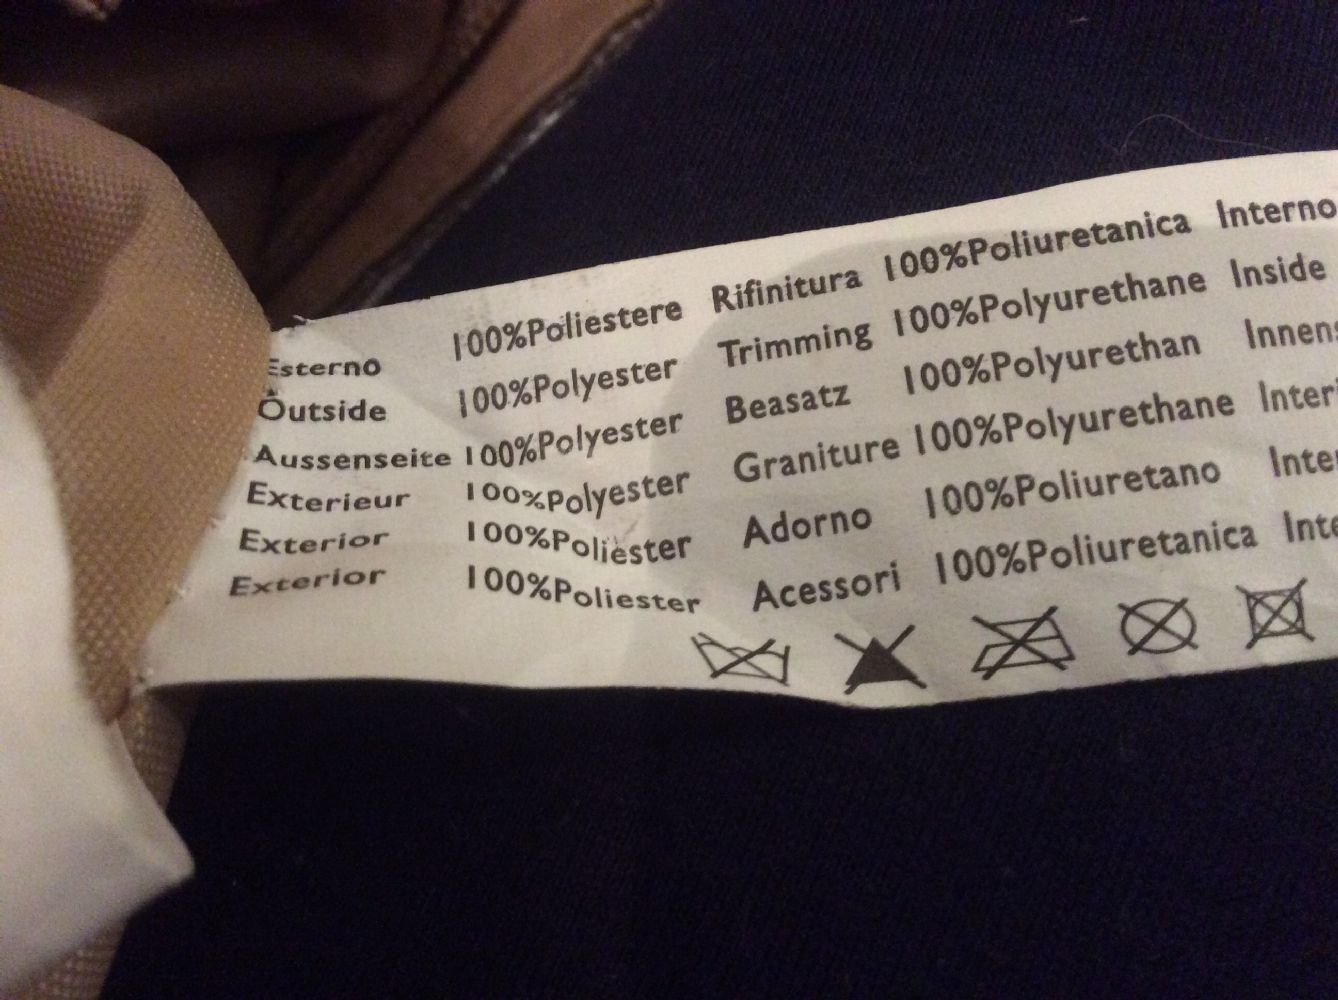 Esterno 100%Poliestere Rifinitura 100%Poliuretanica Interno
Outside 100%Polyester Trimming 100%Polyurethane Inside
Aussenseite 100%Polyester Beasatz 100%Polyurethan
Exterieur 100%Polyester Graniture 100%Polyurethane
Exterior 100%Poliester Adorno 100%Poliuretano
Exterior 100%Poliester Acessori 100%Poliuretanica